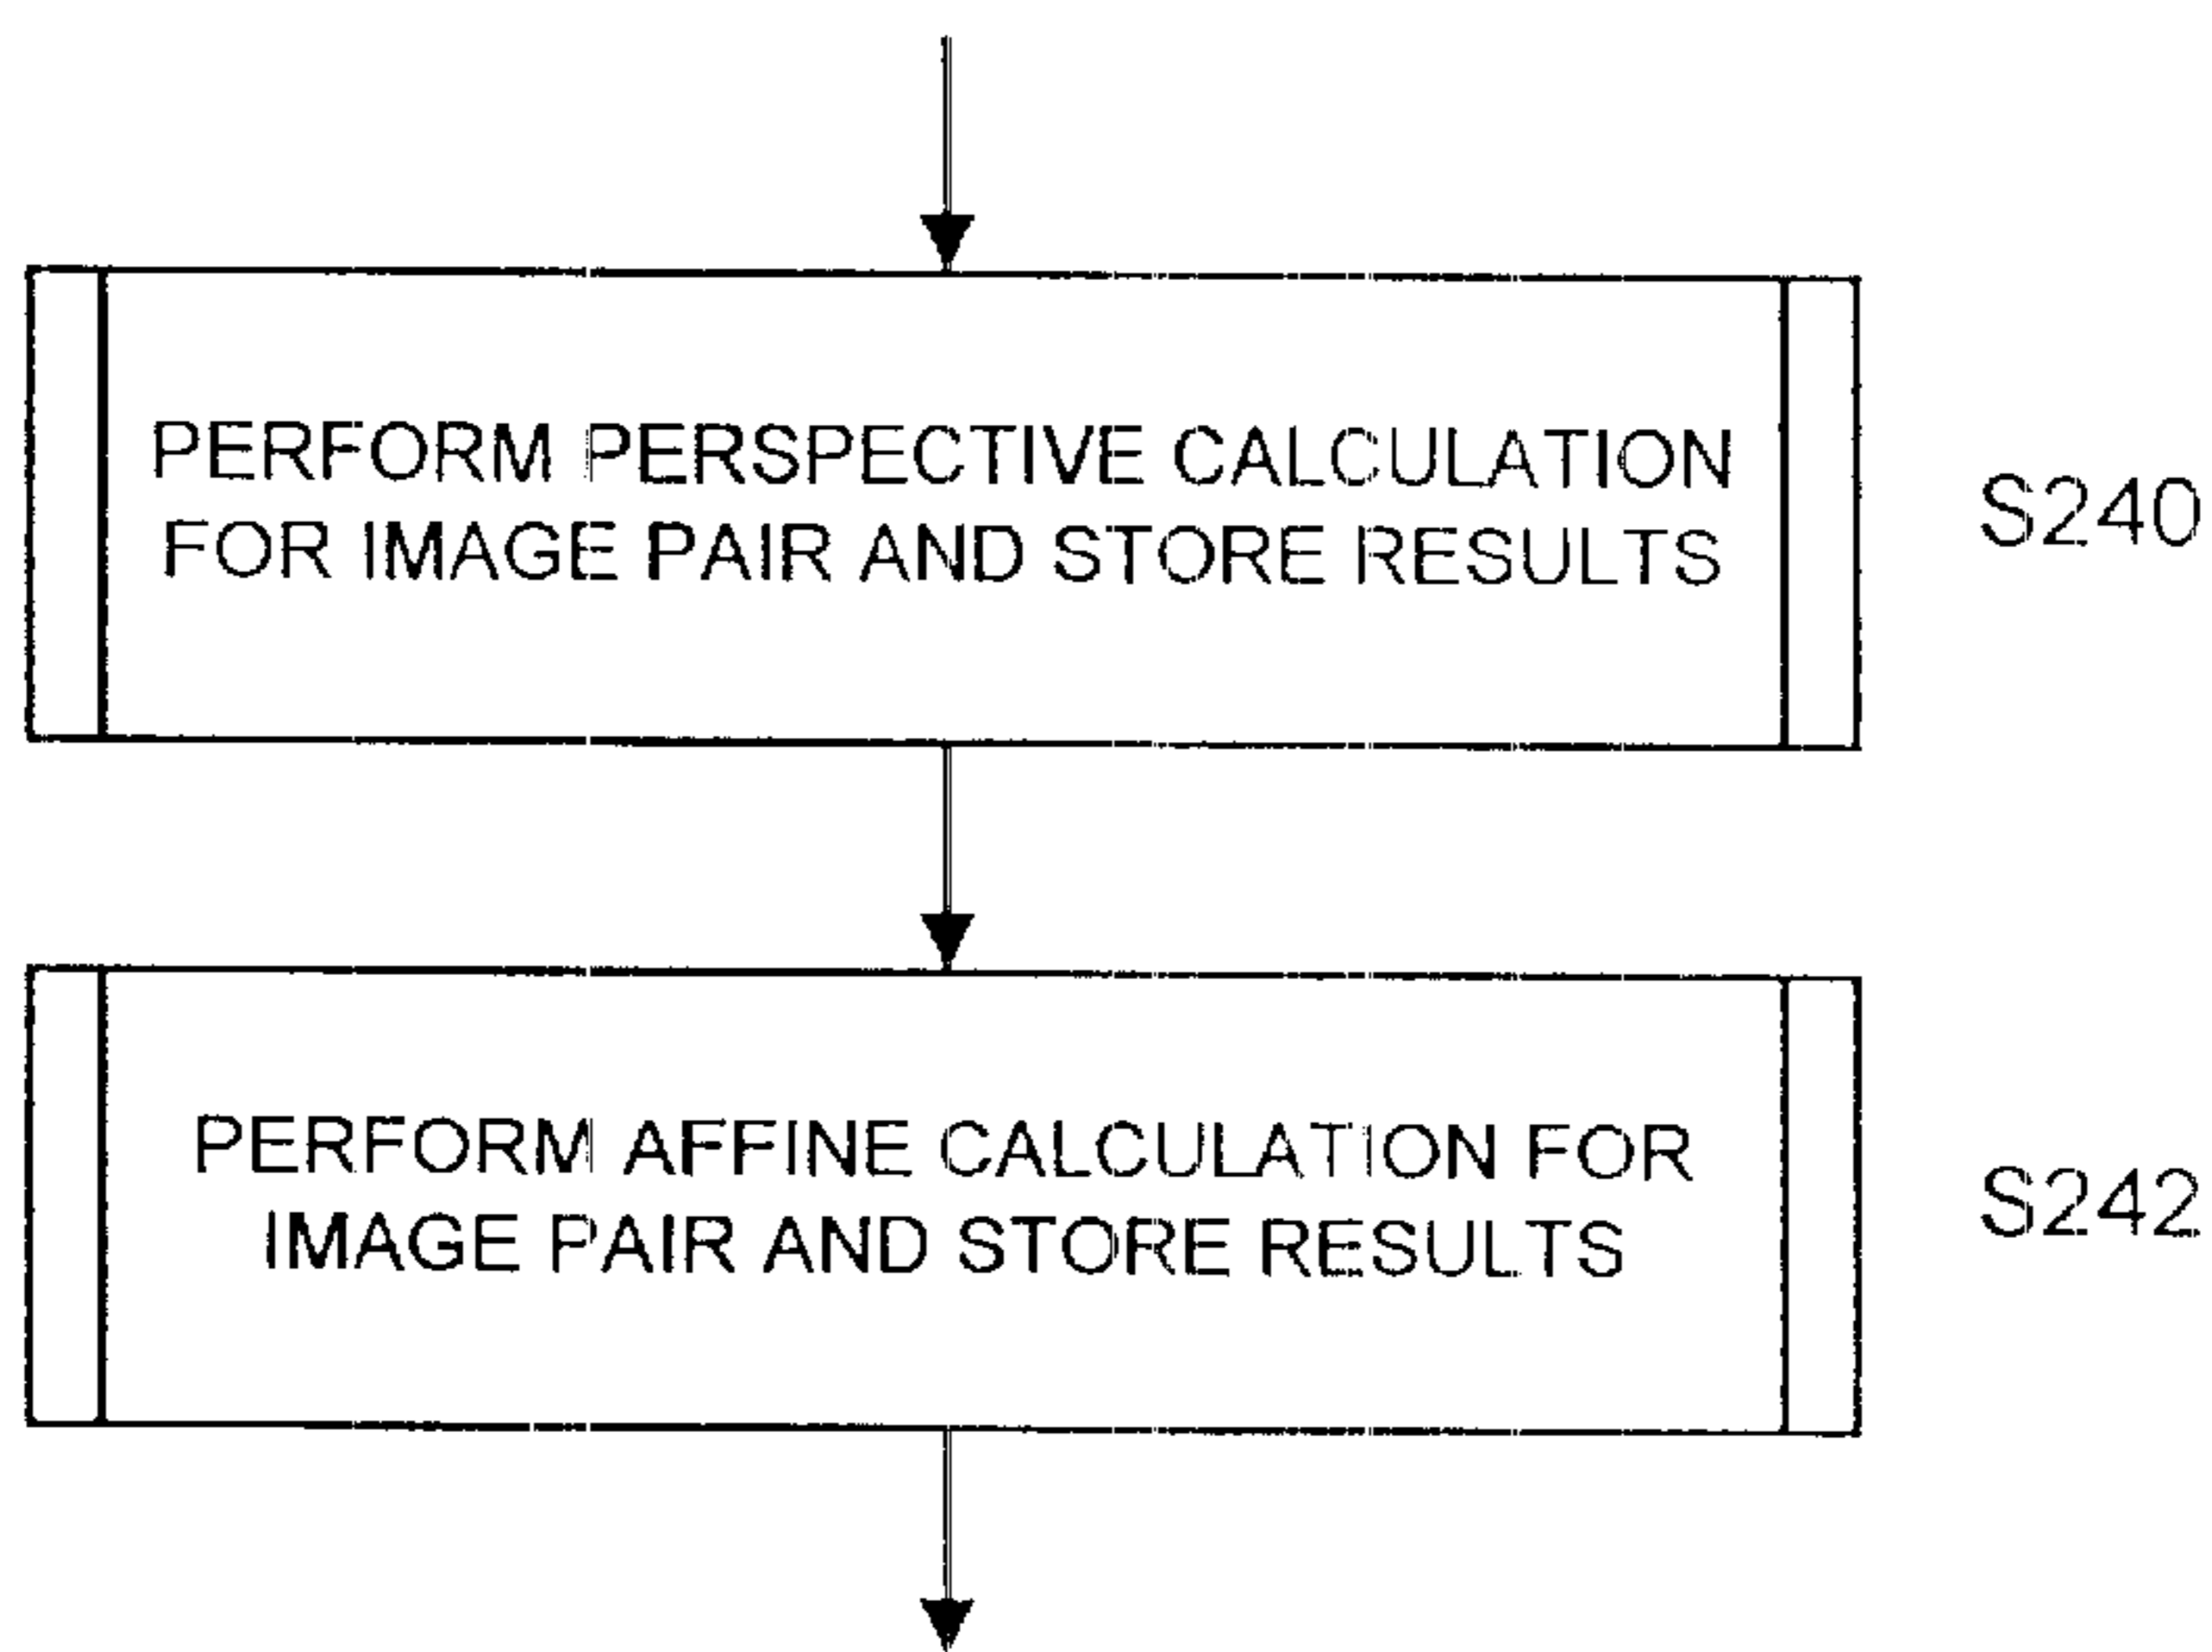 PERFORM PERSPECTIVE CALCULATION
FOR IMAGE PAIR AND STORE RESULTS
S240
PERFORM AFFINE CALCULATION FOR
IMAGE PAIR AND STORE RESULTS
S242